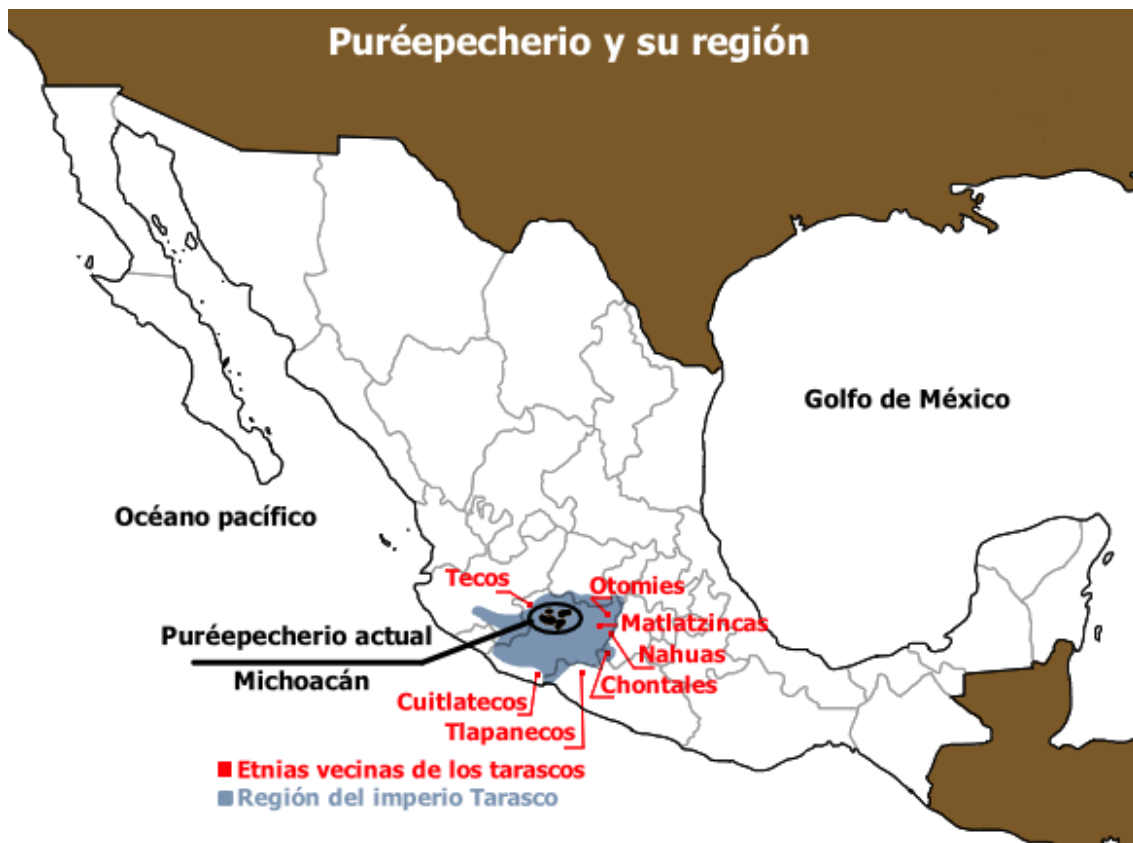 Puréepecherio y su región
Golfo de México
Océano pacífico
Tecos
Otomies
Matlatzincas
Puréepecherio actual
Nahuas
Michoacán
Chontales
Cuitlatecos
Tlapanecos
Etnias vecinas de los tarascos
Región del imperio Tarasco